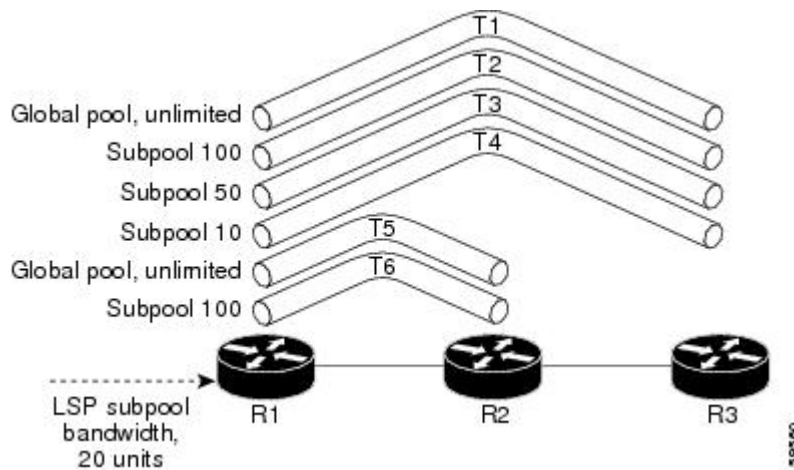 T1
T2
Global pool, unlimited
T3
Subpool 100
T4
Subpool 50
Subpool 10
T5
Global pool, unlimited
T6
Subpool 100
LSP subpool
bandwidth,
20 units
R1
R2
R3
59560